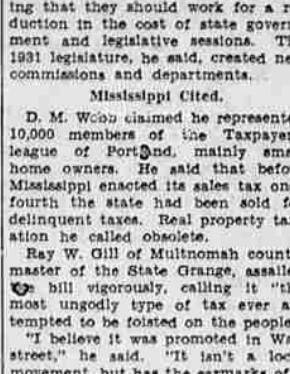 ing that they should work for a r
duction in the cost of state govern
ment and legislative sessions. T
1931 legislature, he said, created ne
commissions and departments.
Mississippi Cited.
D. M. Webb claimed he represente
10,000 members of the Taxpayer
league of Portland, mainly sma
home owners. He said that befo
Mississippi enacted its sales tax on
fourth the state had been sold f
delinquent taxes. Real property ta
ation he called obsolete.
Ray W. Gill of Multnomah count
master of the State Grange, assaile
the bill vigorously, calling it "t
most ungodly type of tax ever a
tempted to be foisted on the people
"I believe it was promoted in Wa
street," he said. "It isn't a loc
movement, but has the earmarks of